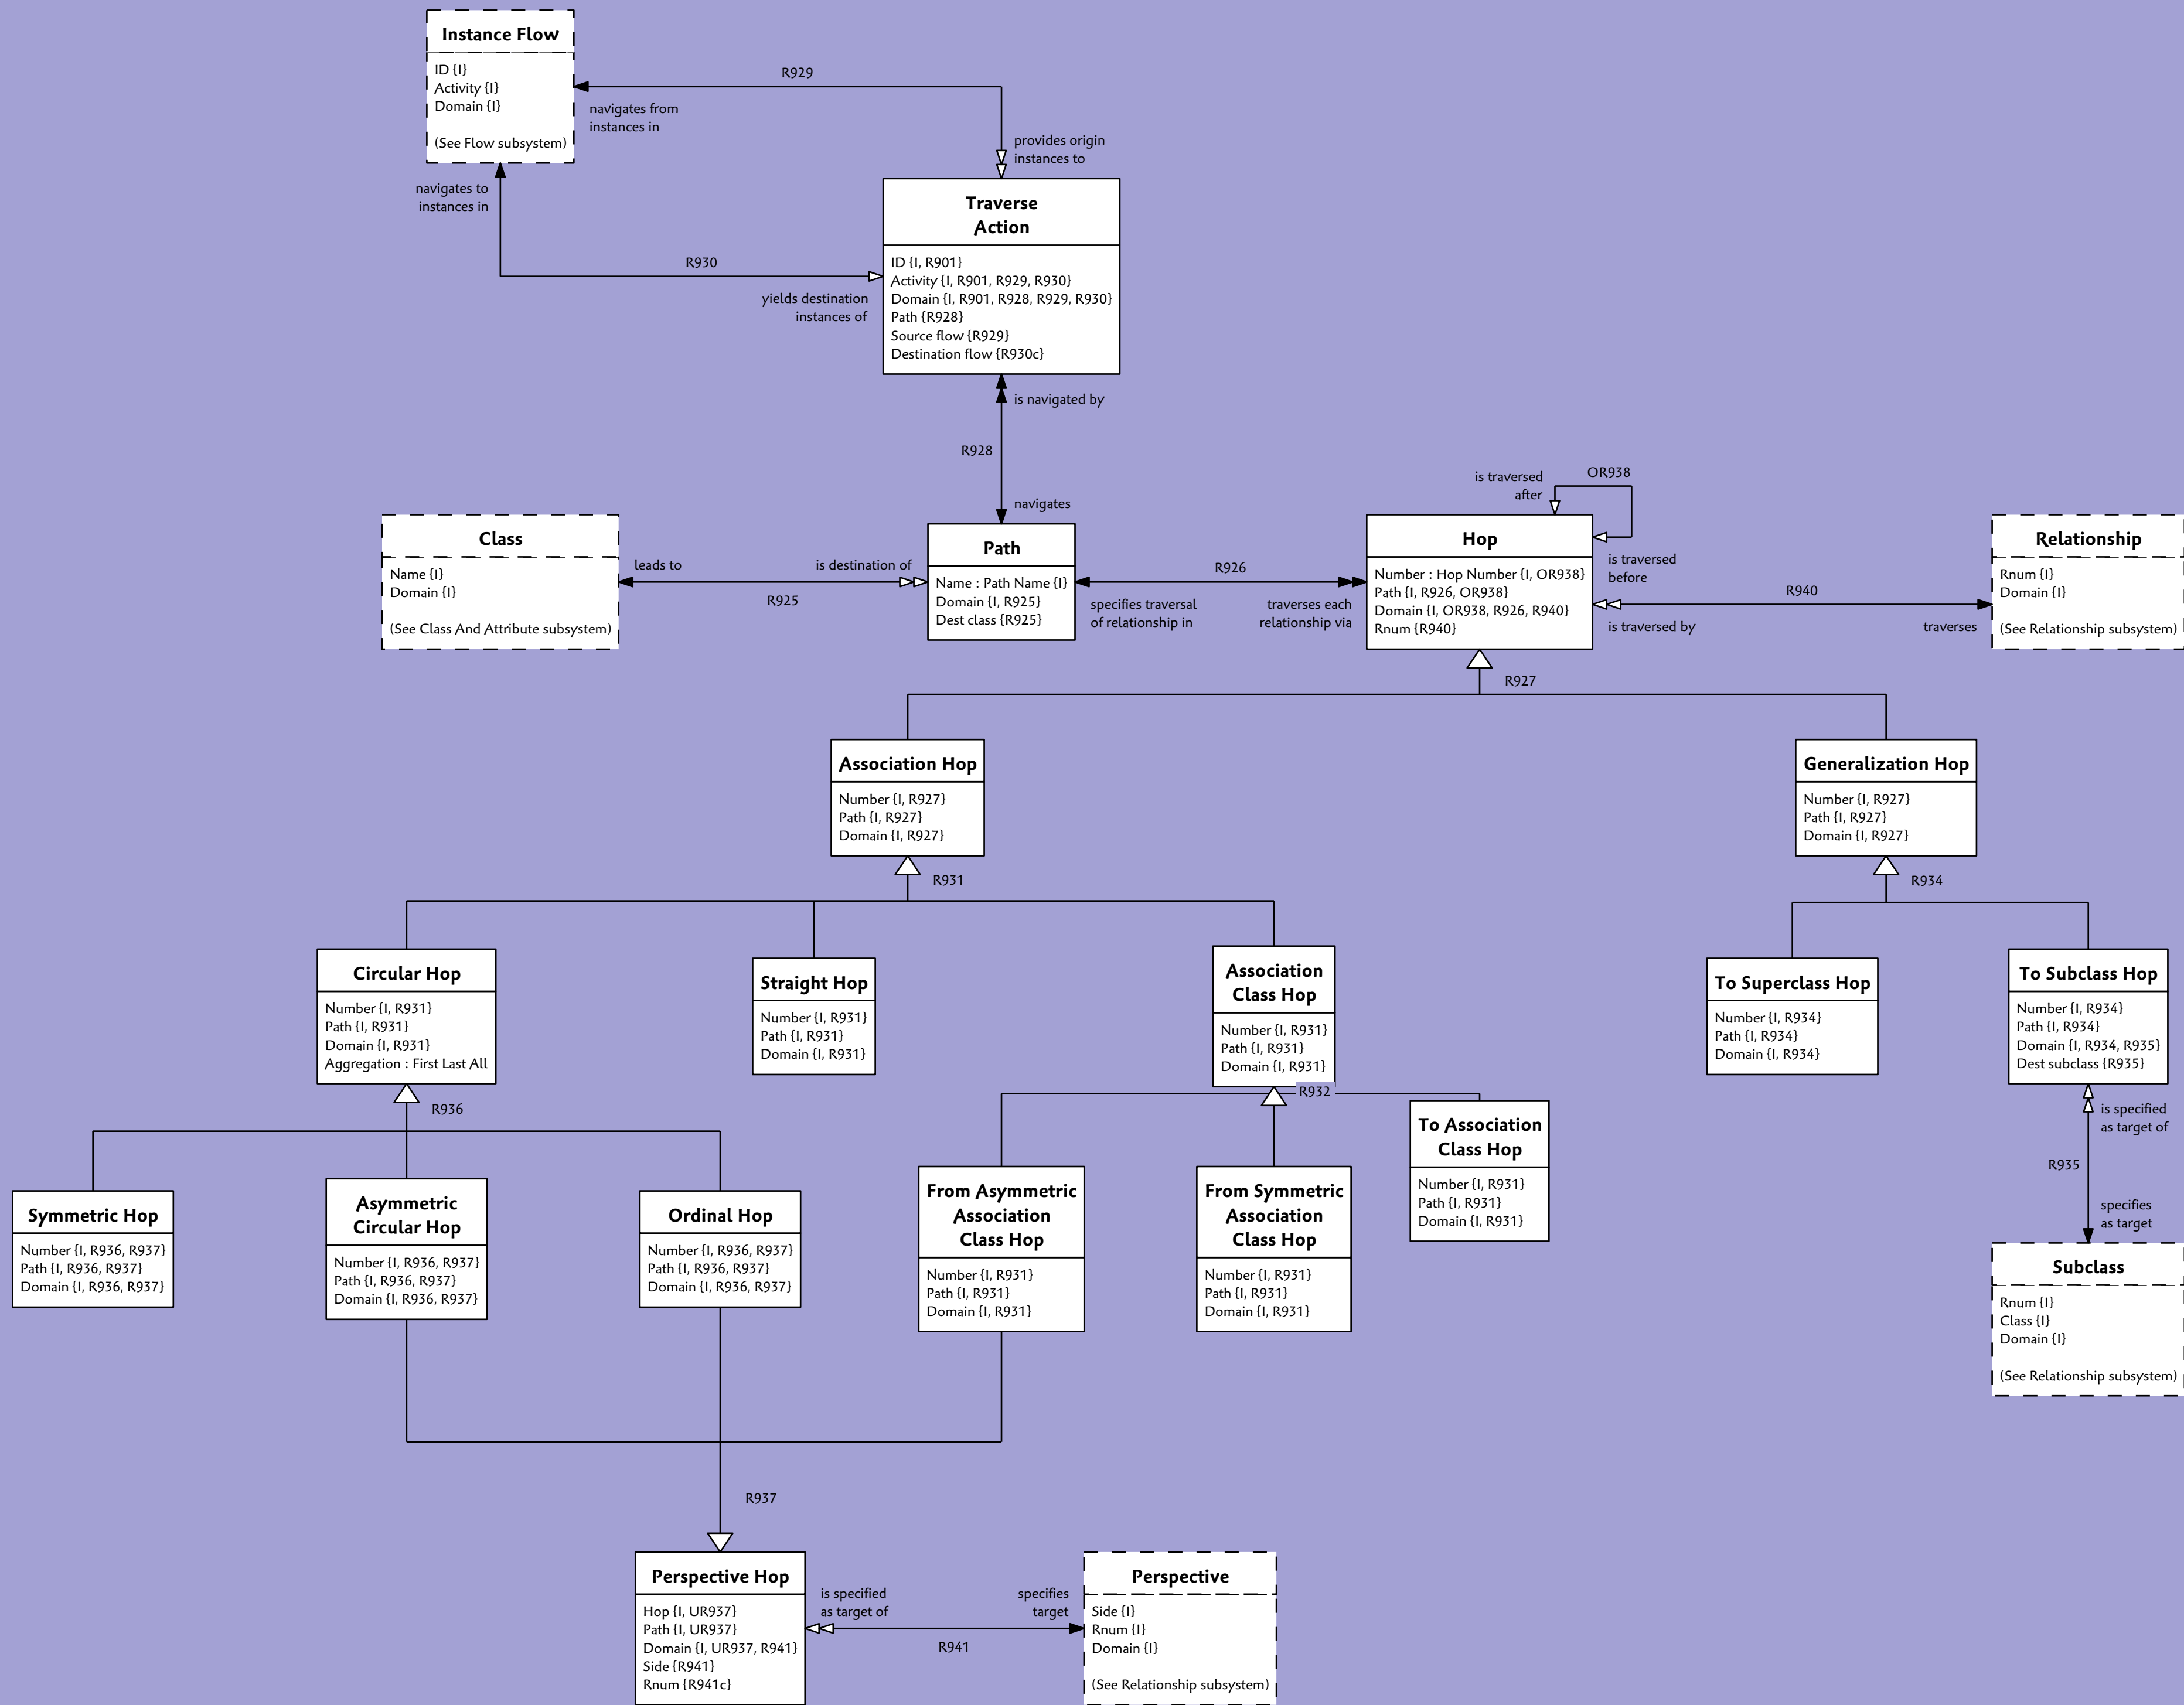 Instance Flow
ID {I}
Activity {I}
Domain {I}
(See Flow subsystem)
R929
navigates from
instances in
provides origin
instances to
navigates to
instances in
R930
yields destination
instances of
Traverse
Action
ID {I, R901}
Activity {I, R901, R929, R930}
Domain {I, R901, R928, R929, R930}
Path {R928}
Source flow {R929}
Destination flow {R930c}
is navigated by
R928
navigates
Class
Name {I}
Domain {I}
(See Class And Attribute subsystem)
leads to
is destination of
R925
Path
Name : Path Name {I}
Domain {I, R925}
Dest class {R925}
R926
specifies traversal
of relationship in
traverses each
relationship via
is traversed
after
OR938
Hop
Number : Hop Number {I, OR938}
Path {I, R926, OR938}
Domain {I, OR938, R926, R940}
Rnum {R940}
is traversed
before
R940
is traversed by
traverses
Relationship
Rnum {I}
Domain {I}
(See Relationship subsystem)
R927
Association Hop
Number {I, R927}
Path {I, R927}
Domain {I, R927}
Generalization Hop
Number {I, R927}
Path {I, R927}
Domain {I, R927}
R931
R934
Circular Hop
Number {I, R931}
Path {I, R931}
Domain {I, R931}
Aggregation : First Last All
Straight Hop
Number {I, R931}
Path {I, R931}
Domain {I, R931}
Association
Class Hop
Number {I, R931}
Path {I, R931}
Domain {I, R931}
To Superclass Hop
Number {I, R934}
Path {I, R934}
Domain {I, R934}
To Subclass Hop
Number {I, R934}
Path {I, R934}
Domain {I, R934, R935}
Dest subclass {R935}
R936
R932
is specified
as target of
R935
specifies
as target
Symmetric Hop
Number {I, R936, R937}
Path {I, R936, R937}
Domain {I, R936, R937}
Asymmetric
Circular Hop
Number {I, R936, R937}
Path {I, R936, R937}
Domain {I, R936, R937}
Ordinal Hop
Number {I, R936, R937}
Path {I, R936, R937}
Domain {I, R936, R937}
From Asymmetric
Association
Class Hop
Number {I, R931}
Path {I, R931}
Domain {I, R931}
From Symmetric
Association
Class Hop
Number {I, R931}
Path {I, R931}
Domain {I, R931}
To Association
Class Hop
Number {I, R931}
Path {I, R931}
Domain {I, R931}
Subclass
Rnum {I}
Class {I}
Domain {I}
(See Relationship subsystem)
R937
Perspective Hop
Hop {I, UR937}
Path {I, UR937}
Domain {I, UR937, R941}
Side {R941}
Rnum {R941c}
is specified
as target of
specifies
target
R941
Perspective
Side {I}
Rnum {I}
Domain {I}
(See Relationship subsystem)